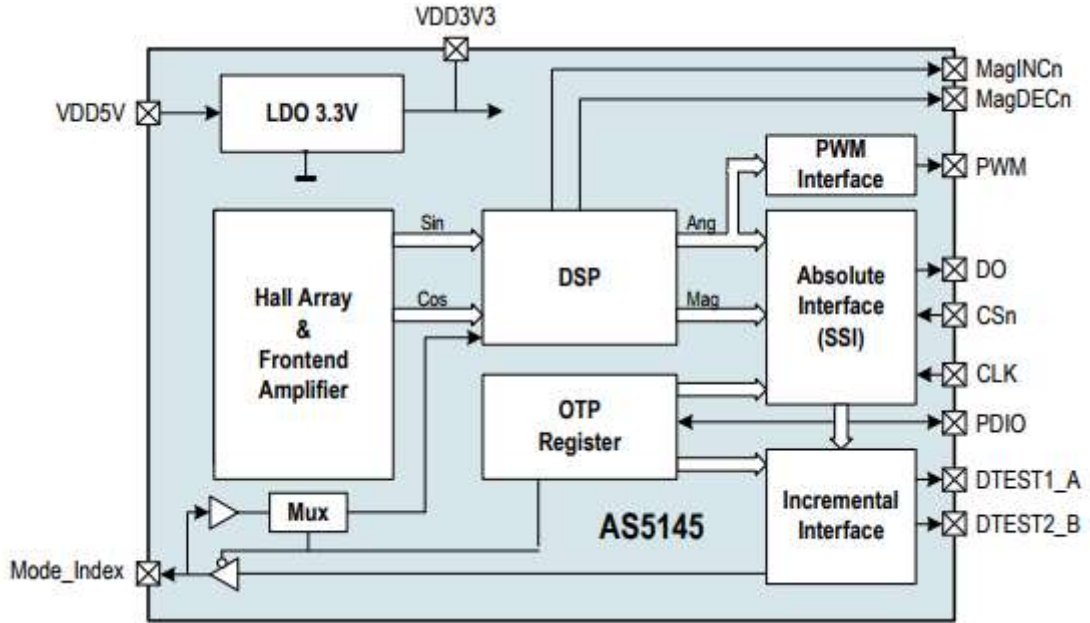 VDD3V3
MagINCn
VDD5V
LDO 3.3V
MagDECn
PWM
Interface
PWM
Sin
Ang
Hall Array
&
Frontend
Amplifier
DSP
Absolute
Interface
(SSI)
DO
Cos
Mag
CSn
CLK
OTP
Register
PDIO
Mux
AS5145
Incremental
Interface
DTEST1_A
DTEST2_B
Mode_Index